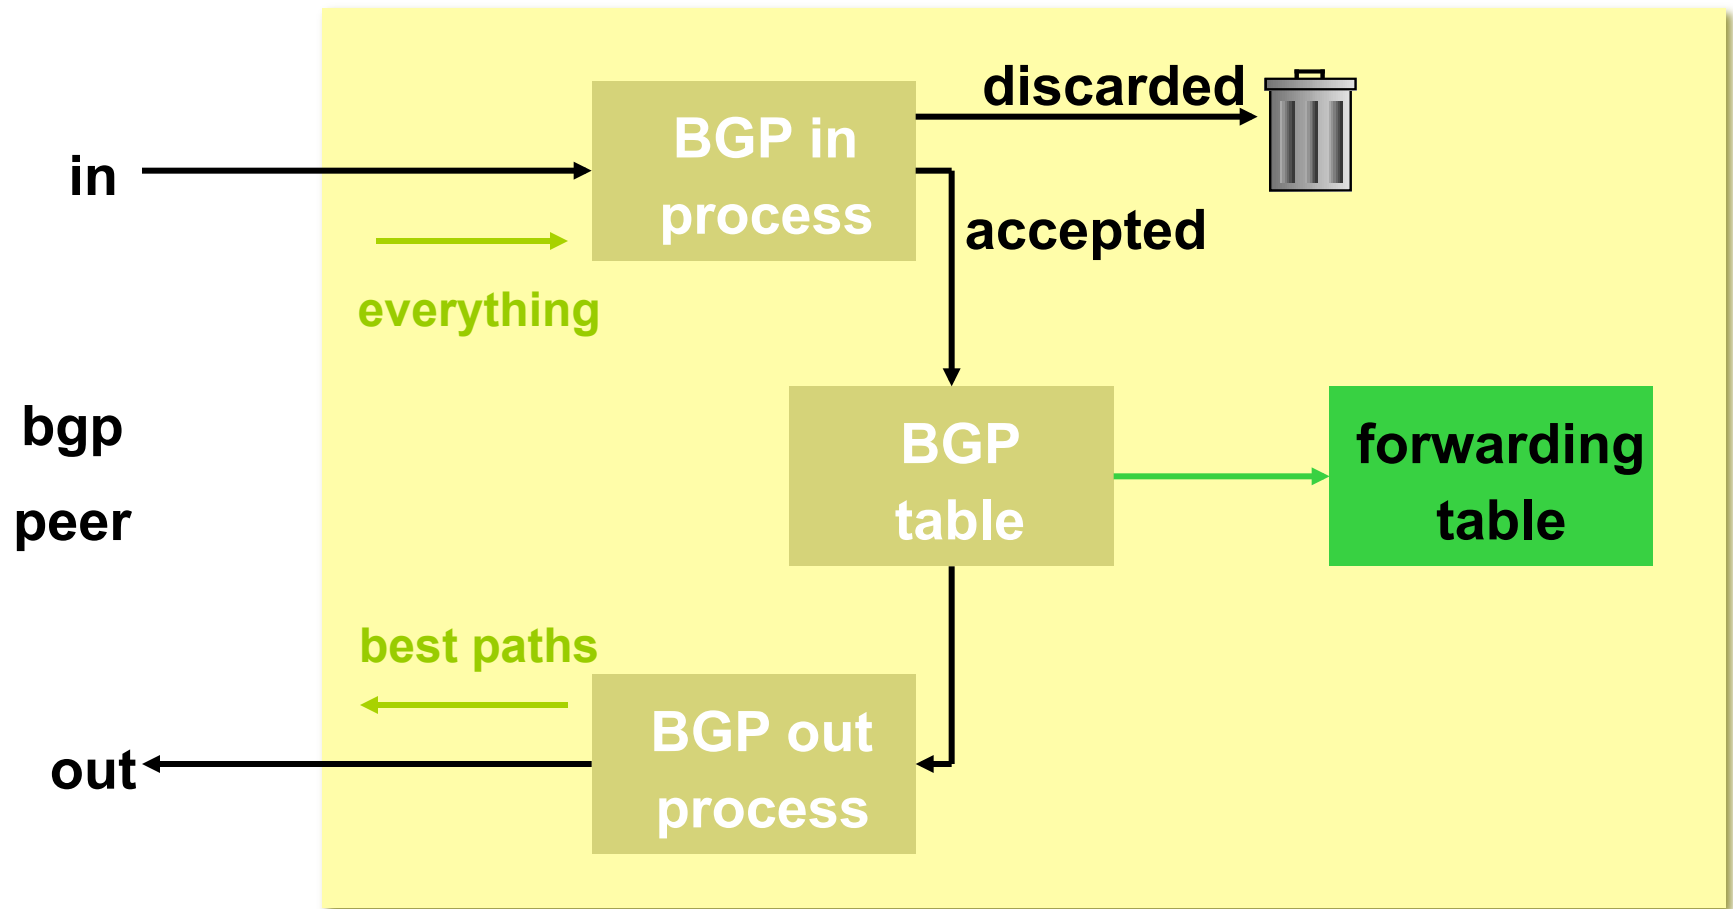 discarded
BGP in
process
in
accepted
everything
bgp
peer
BGP
table
forwarding
table
best paths
BGP out
process
out